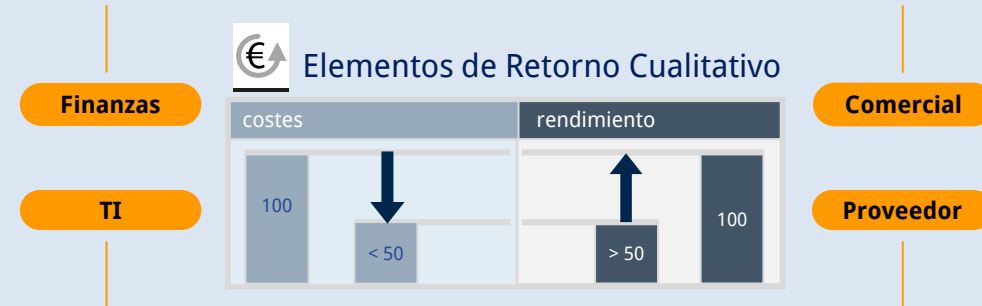 €
Elementos de Retorno Cualitativo
Finanzas
Comercial
costes
rendimiento
TI
Proveedor
100
< 50
> 50
100